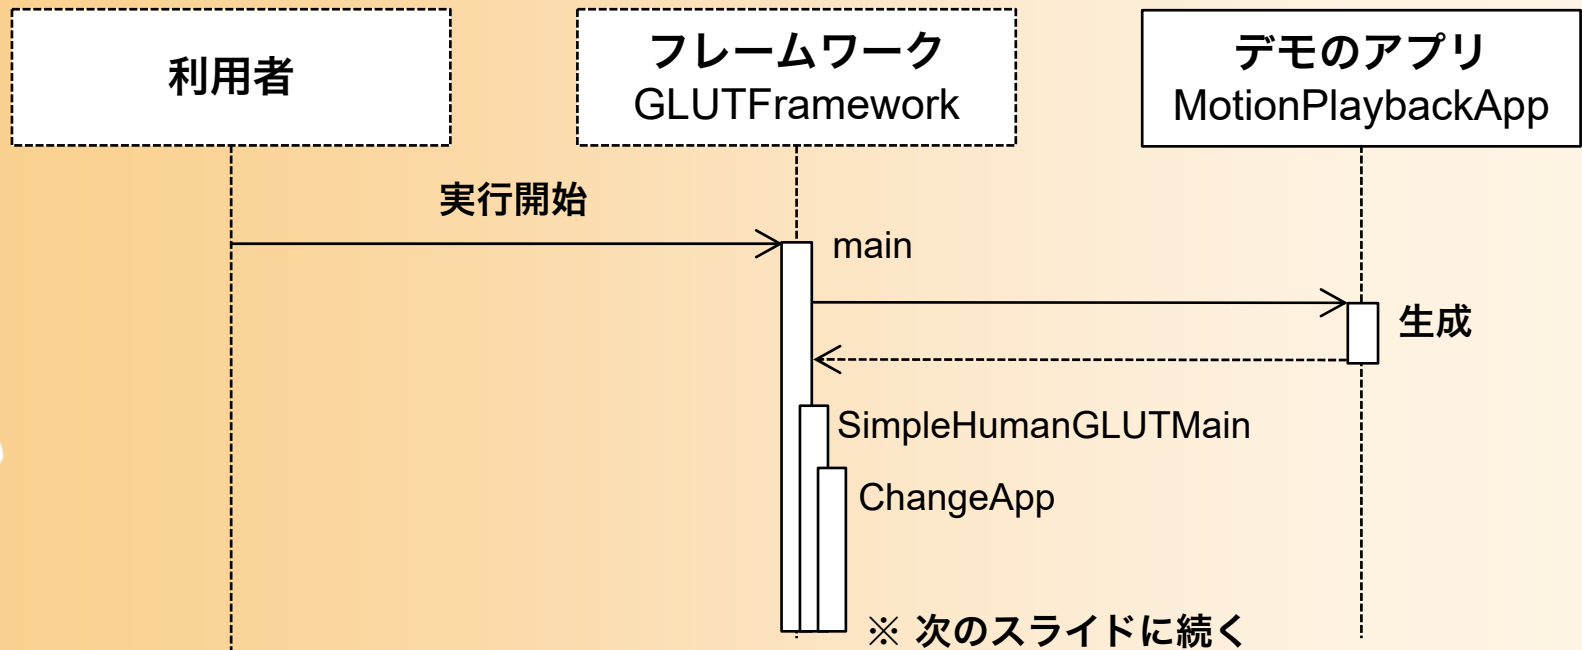 利用者
フレームワーク
GLUTFramework
デモのアプリ
MotionPlaybackApp
実行開始
main
生成
SimpleHumanGLUTMain
ChangeApp
※ 次のスライドに続く